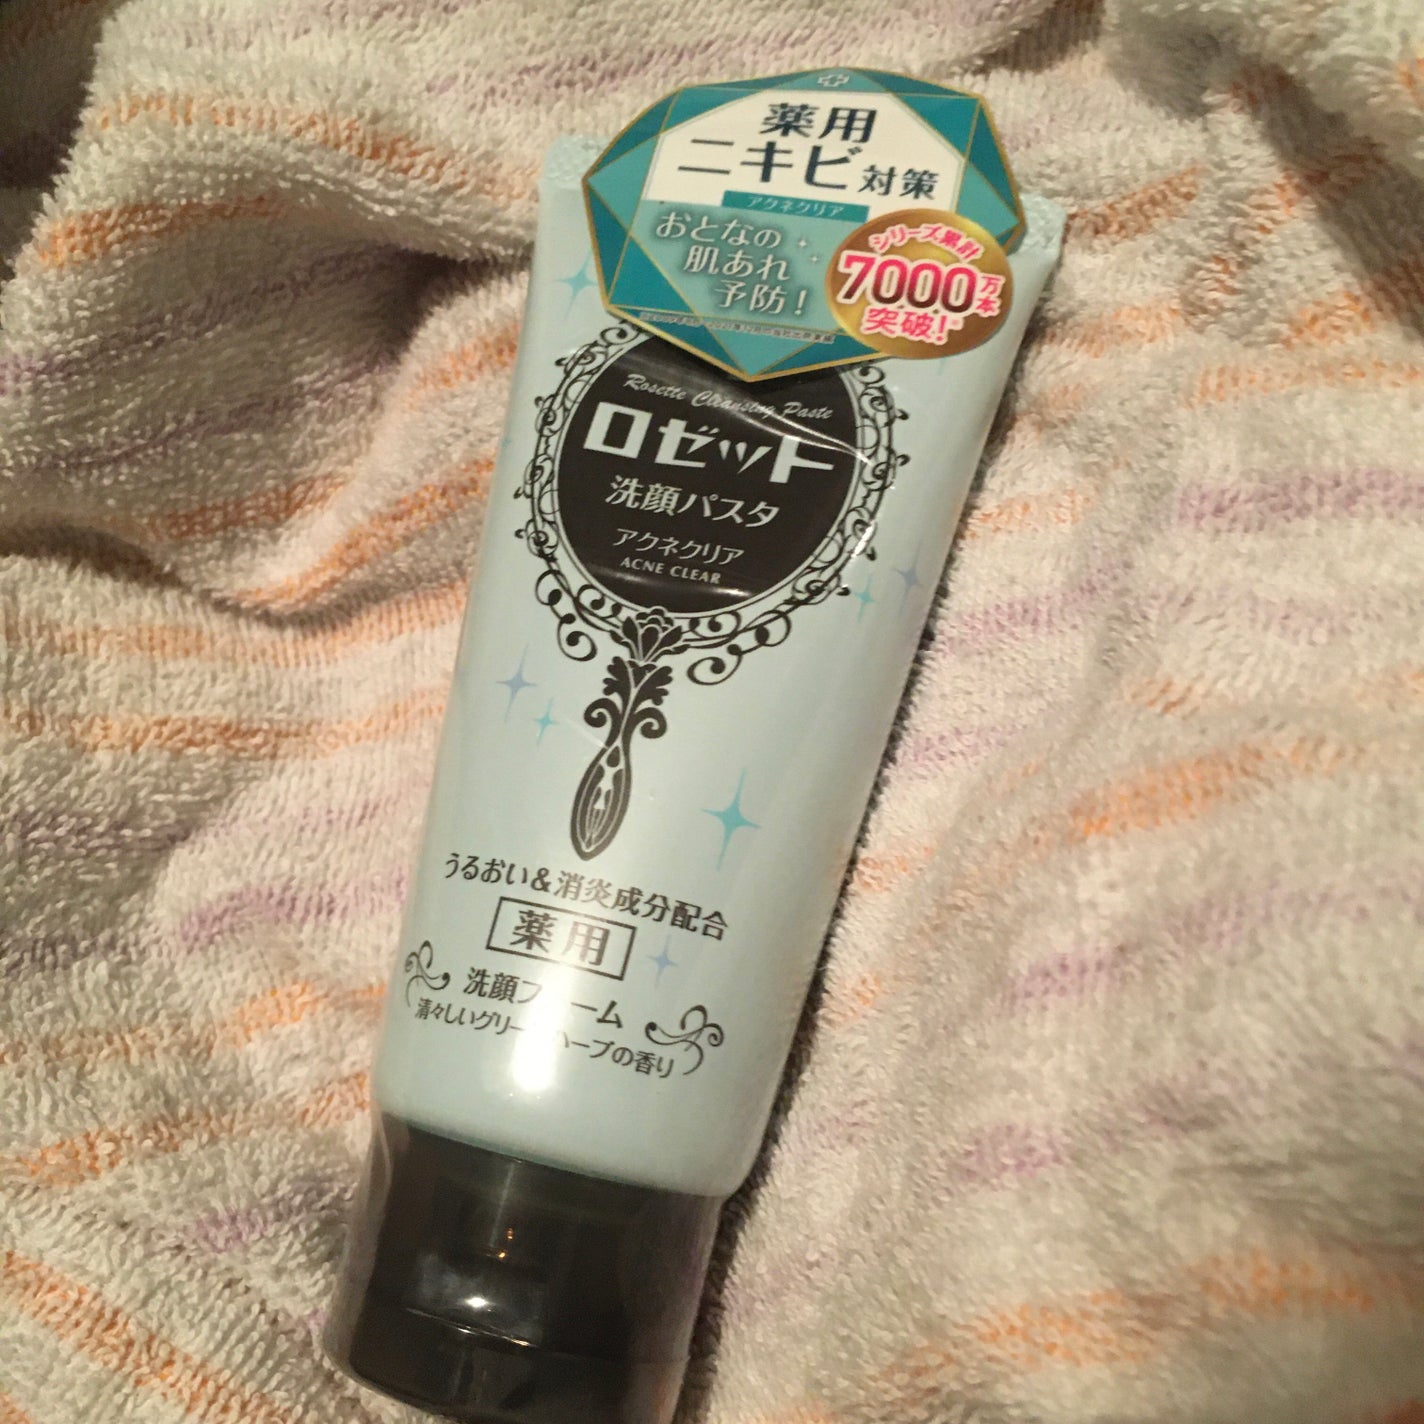 薬用
ニキビ対策
アクネクリア
おとなの
肌あれ
予防！
シリーズ累計
7000万本
突破！※
Rosette Cleansing Paste
ロゼット
洗顔パスタ
アクネクリア
ACNE CLEAR
うるおい&消炎成分配合
薬用
洗顔フォーム
清々しいグリーンハーブの香り